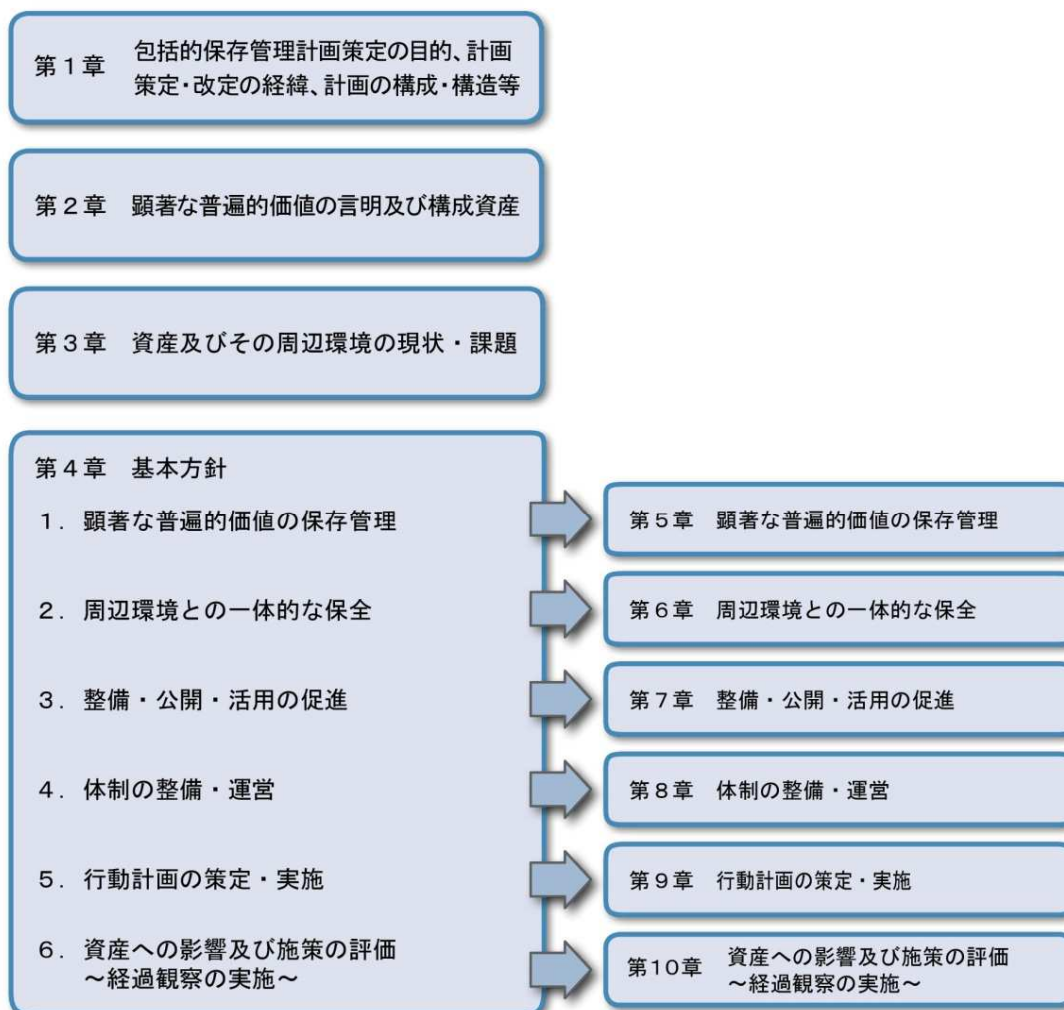 第1章 包括的保存管理計画策定の目的、計画
策定・改定の経緯、計画の構成・構造等
第2章 顕著な普遍的価値の言明及び構成資産
第3章 資産及びその周辺環境の現状・課題
第4章 基本方針
1. 顕著な普遍的価値の保存管理
2. 周辺環境との一体的な保全
3. 整備・公開・活用の促進
4. 体制の整備・運営
5. 行動計画の策定・実施
6. 資産への影響及び施策の評価
~経過観察の実施~
第5章 顕著な普遍的価値の保存管理
第6章 周辺環境との一体的な保全
第7章 整備・公開・活用の促進
第8章 体制の整備・運営
第9章 行動計画の策定・実施
第10章 資産への影響及び施策の評価
~経過観察の実施~